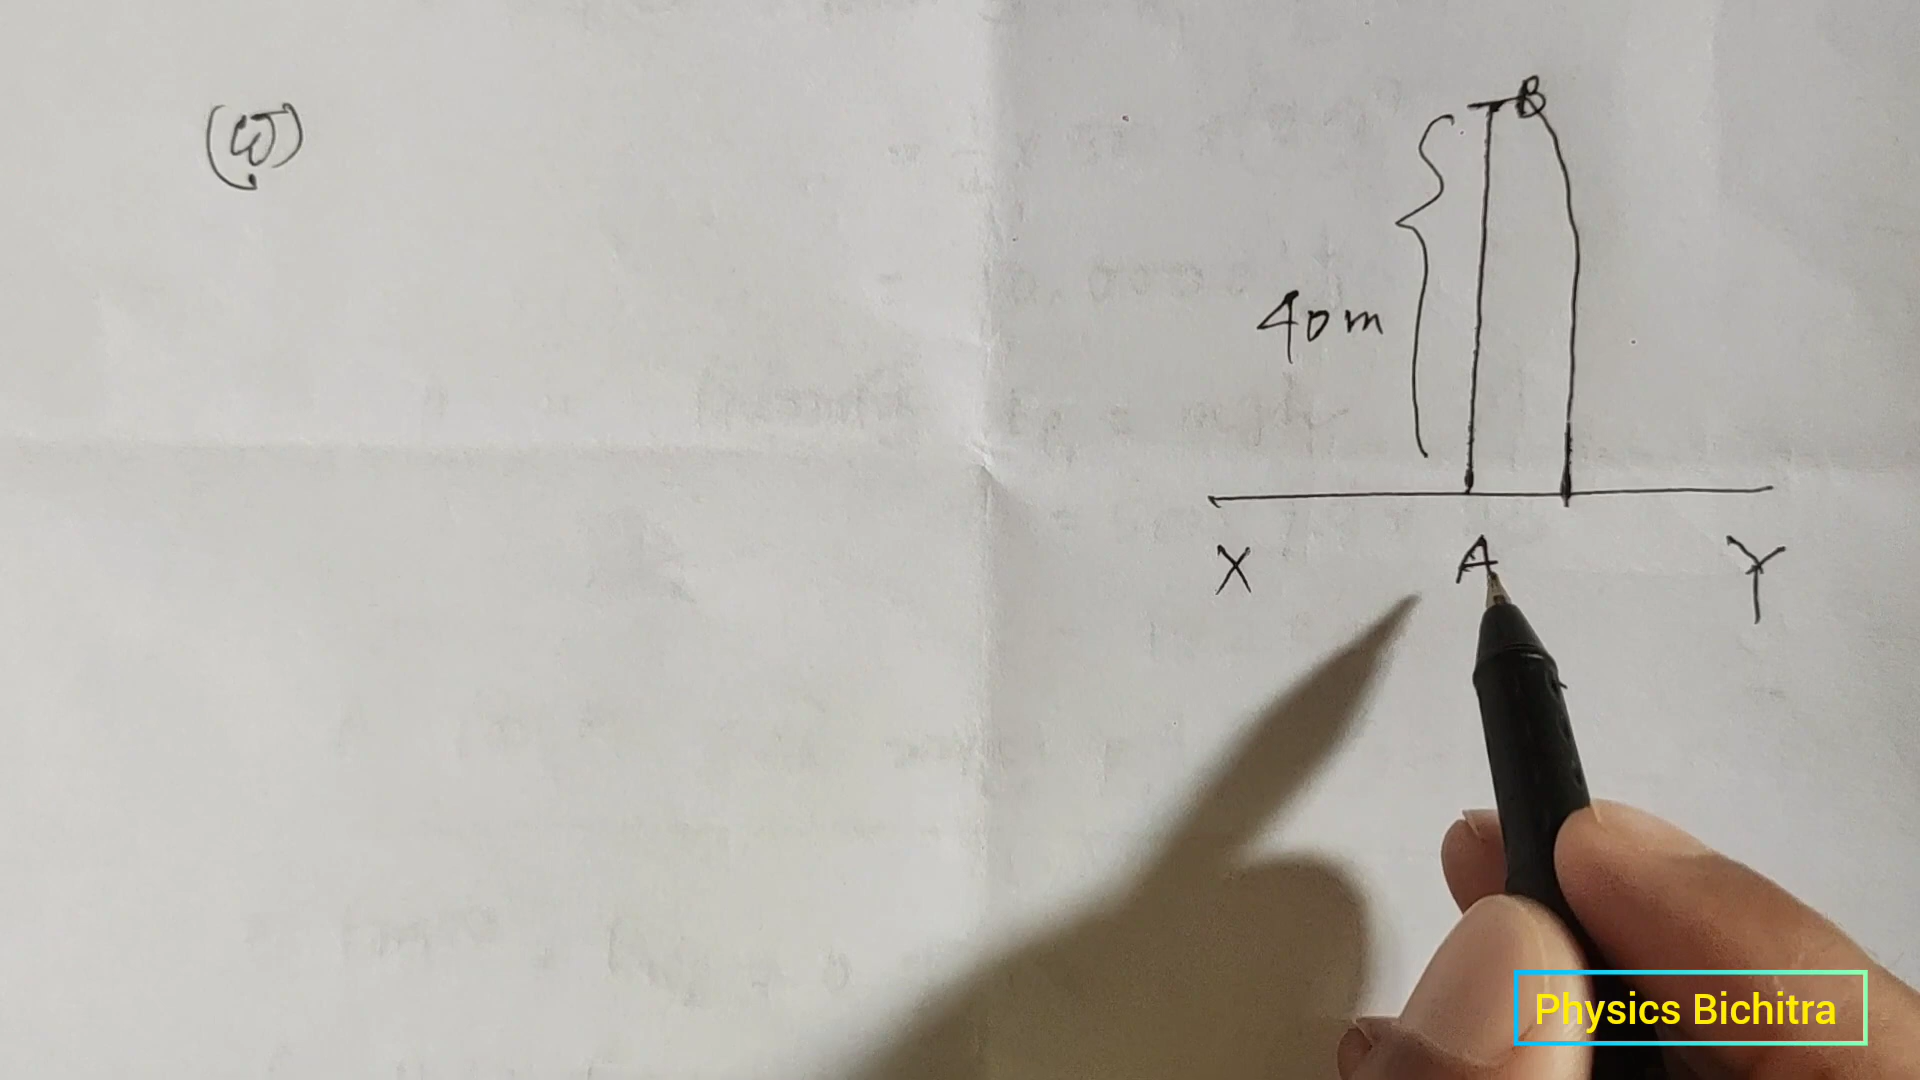 (ঘ)
B
40m
X A Y
Physics Bichitra